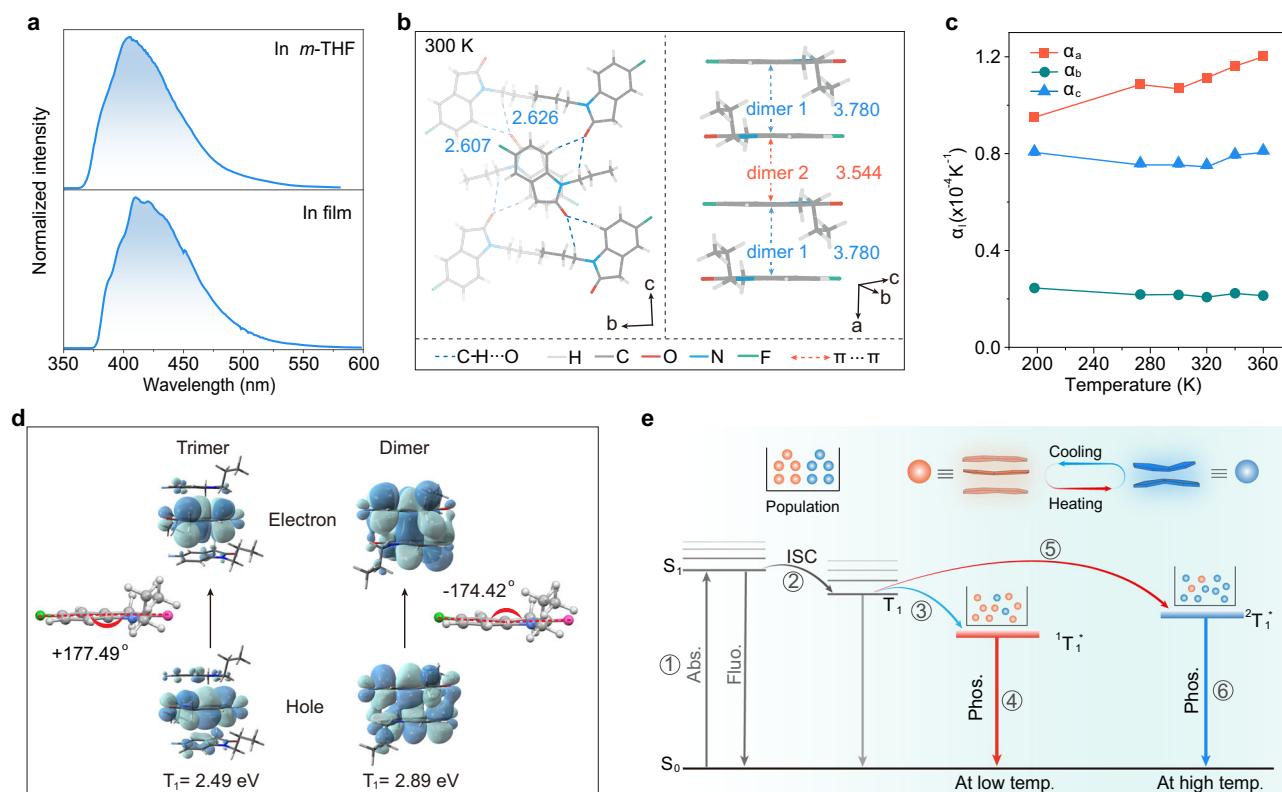 a
In m-THF
In film
Normalized intensity
350 400 450 500 550 600
Wavelength (nm)
b
300 K
2.626
2.607
c
b
dimer 1 3.780
dimer 2 3.544
dimer 1 3.780
c
b
a
C-H···O H C O N F π···π
c
αa
αb
αc
1.2
0.8
0.4
0.0
αl(x10⁻⁴K⁻¹)
200 240 280 320 360
Temperature (K)
d
Trimer Dimer
Electron
+177.49°
-174.42°
Hole
T₁= 2.49 eV T₁= 2.89 eV
e
Population
≡
Cooling
Heating
≡
S₁
ISC
②
T₁
③
⑤
¹T₁*
²T₁*
①
Abs.
Fluo.
Phos.
④
Phos.
⑥
S₀
At low temp. At high temp.